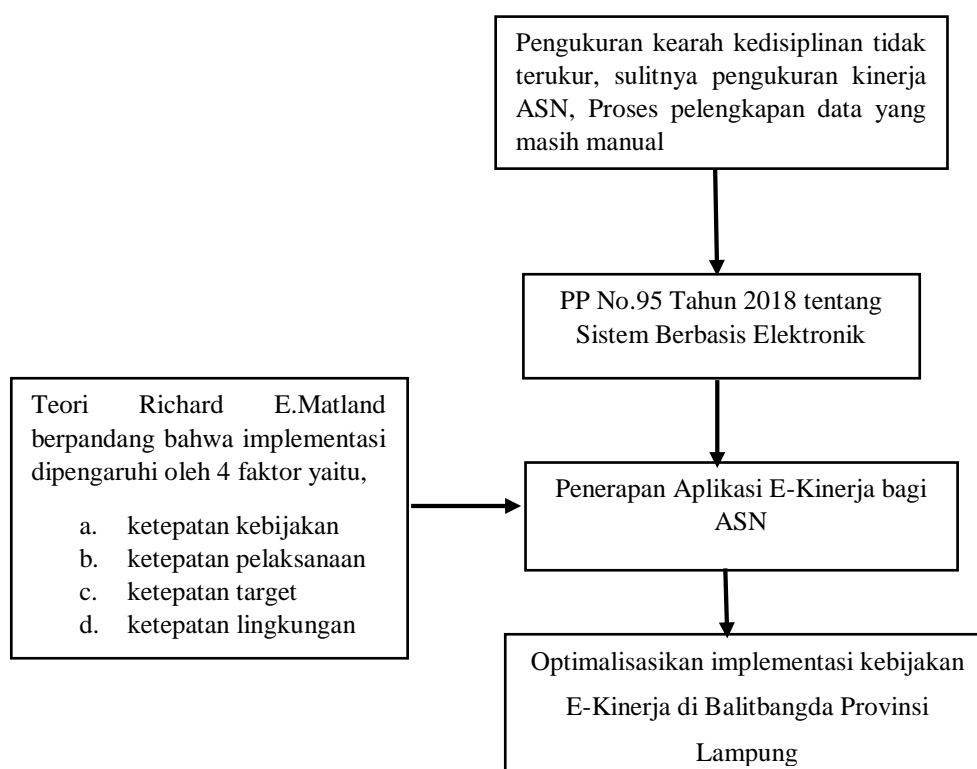 Pengukuran kearah kedisiplinan tidak
terukur, sulitnya pengukuran kinerja
ASN, Proses pelengkapan data yang
masih manual
PP No.95 Tahun 2018 tentang
Sistem Berbasis Elektronik
Teori Richard E.Matland
berpandang bahwa implementasi
dipengaruhi oleh 4 faktor yaitu,
a. ketepatan kebijakan
b. ketepatan pelaksanaan
c. ketepatan target
d. ketepatan lingkungan
Penerapan Aplikasi E-Kinerja bagi
ASN
Optimalisasikan implementasi kebijakan
E-Kinerja di Balitbangda Provinsi
Lampung